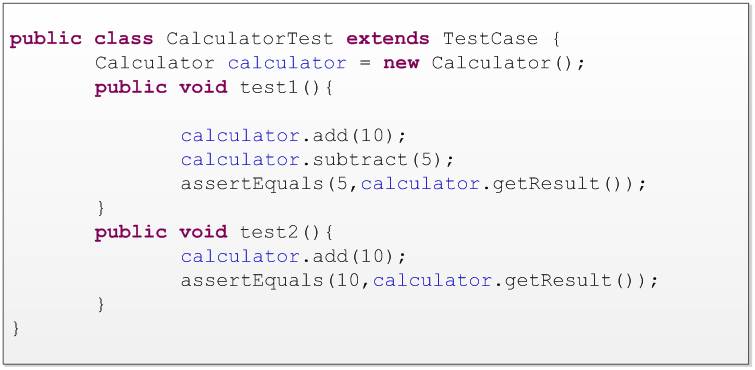 public class CalculatorTest extends TestCase {
Calculator calculator = new Calculator();
public void test1(){
calculator.add(10);
calculator.subtract(5);
assertEquals(5,calculator.getResult());
}
public void test2(){
calculator.add(10);
assertEquals(10,calculator.getResult());
}
}